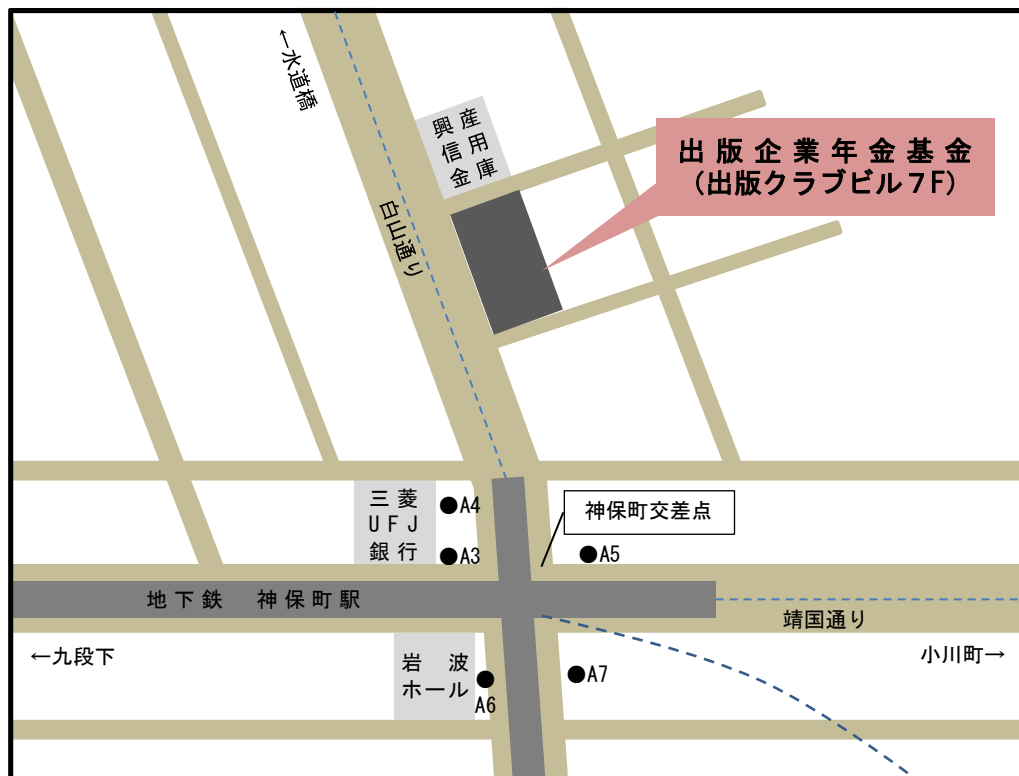 ←水道橋
興産
信用
金庫
出版企業年金基金
(出版クラブビル7F)
白山通り
三菱
UFJ
銀行
A4
A3
神保町交差点
A5
地下鉄　神保町駅
靖国通り
←九段下
小川町→
岩波
ホール
A6
A7